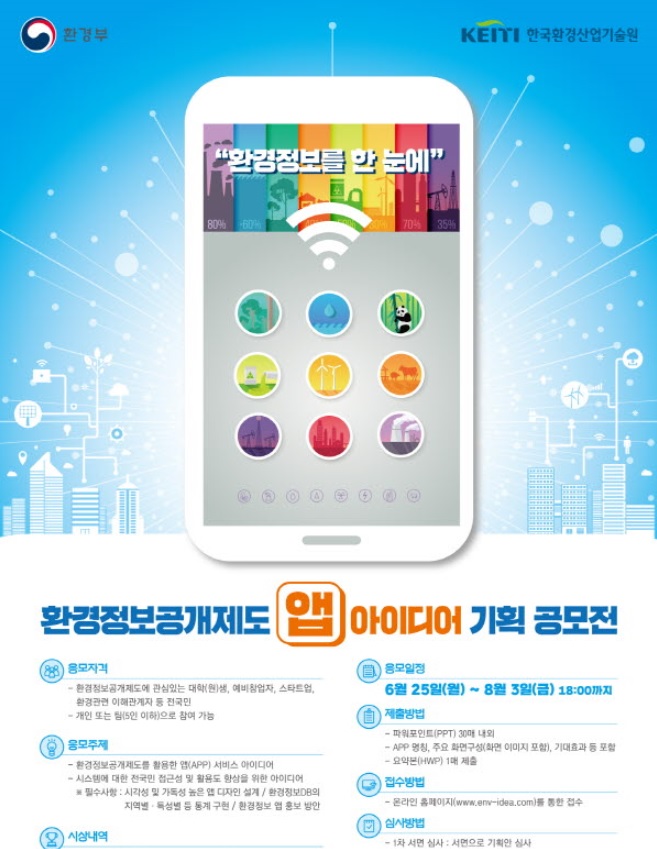 환경부
KEITI 한국환경산업기술원
“환경정보를 한 눈에”
80% -60% 70% 35%
환경정보공개제도 앱 아이디어 기획 공모전
응모자격
- 환경정보공개제도에 관심있는 대학(원)생, 예비창업자, 스타트업,
환경관련 이해관계자 등 전국민
- 개인 또는 팀(5인 이하)으로 참여 가능
응모주제
- 환경정보공개제도를 활용한 앱(APP) 서비스 아이디어
- 시스템에 대한 전국민 접근성 및 활용도 향상을 위한 아이디어
※ 필수사항 : 시각성 및 가독성 높은 앱 디자인 설계 / 환경정보DB의
지역별 · 특성별 등 통계 구현 / 환경정보 앱 홍보 방안
시상내역
응모일정
6월 25일(월) ~ 8월 3일(금) 18:00까지
제출방법
- 파워포인트(PPT) 30매 내외
- APP 명칭, 주요 화면구성(화면 이미지 포함), 기대효과 등 포함
- 요약본(HWP) 1매 제출
접수방법
- 온라인 홈페이지(www.env-idea.com)를 통한 접수
심사방법
- 1차 서면 심사 : 서면으로 기획안 심사